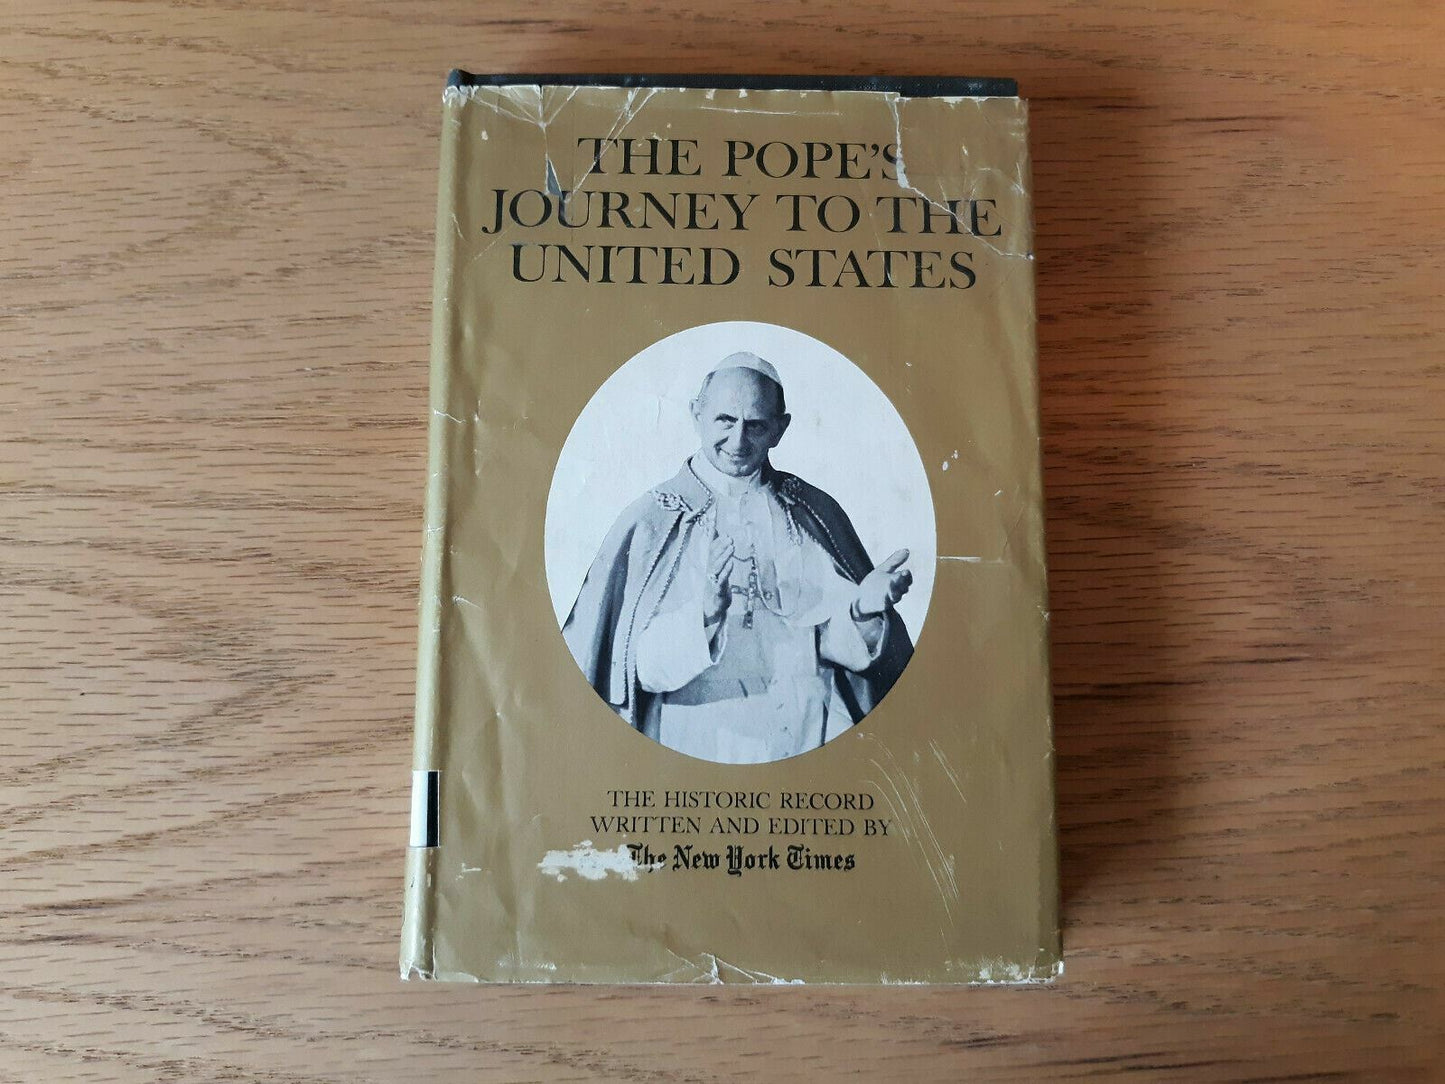 THE POPE'S
JOURNEY TO THE
UNITED STATES
THE HISTORIC RECORD
WRITTEN AND EDITED BY
The New York Times